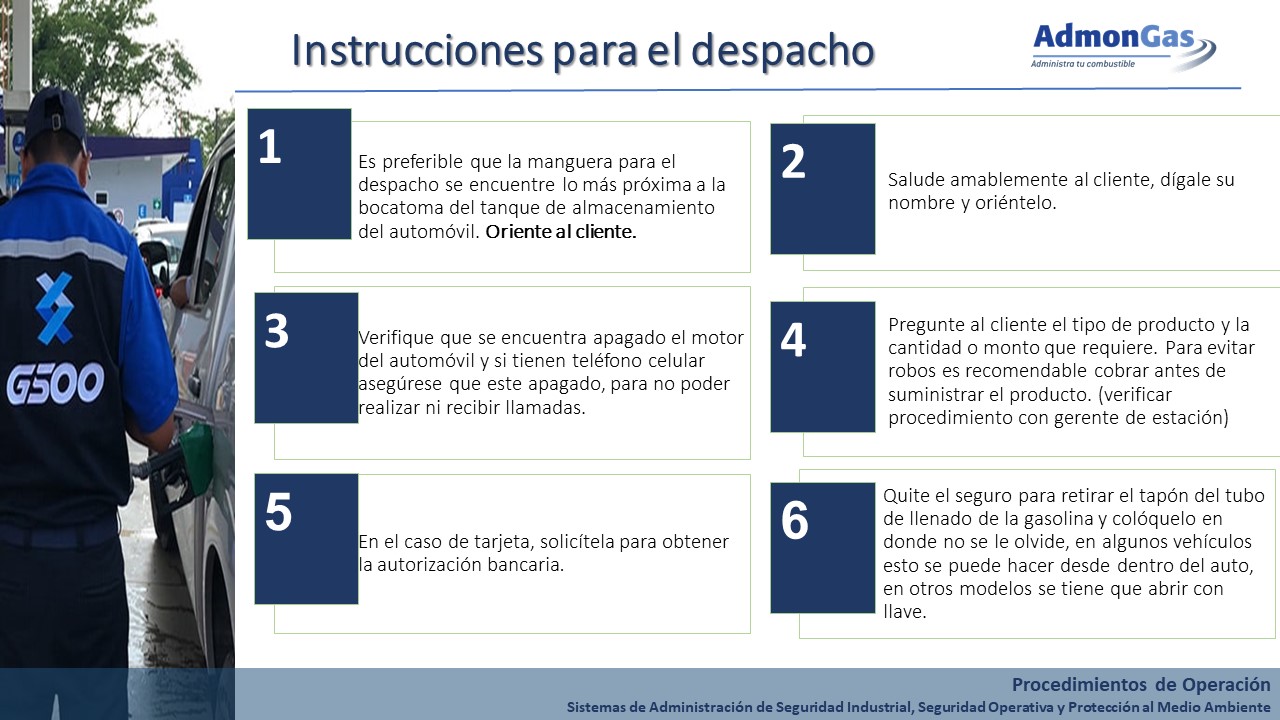 Instrucciones para el despacho
AdmonGas
Administra tu combustible
1
Es preferible que la manguera para el
despacho se encuentre lo más próxima a la
bocatoma del tanque de almacenamiento
del automóvil. Oriente al cliente.
2
Salude amablemente al cliente, dígale su
nombre y oriéntelo.
3
Verifique que se encuentra apagado el motor
del automóvil y si tienen teléfono celular
asegúrese que este apagado, para no poder
realizar ni recibir llamadas.
4
Pregunte al cliente el tipo de producto y la
cantidad o monto que requiere. Para evitar
robos es recomendable cobrar antes de
suministrar el producto. (verificar
procedimiento con gerente de estación)
5
En el caso de tarjeta, solicítela para obtener
la autorización bancaria.
6
Quite el seguro para retirar el tapón del tubo
de llenado de la gasolina y colóquelo en
donde no se le olvide, en algunos vehículos
esto se puede hacer desde dentro del auto,
en otros modelos se tiene que abrir con
llave.
G500
Procedimientos de Operación
Sistemas de Administración de Seguridad Industrial, Seguridad Operativa y Protección al Medio Ambiente